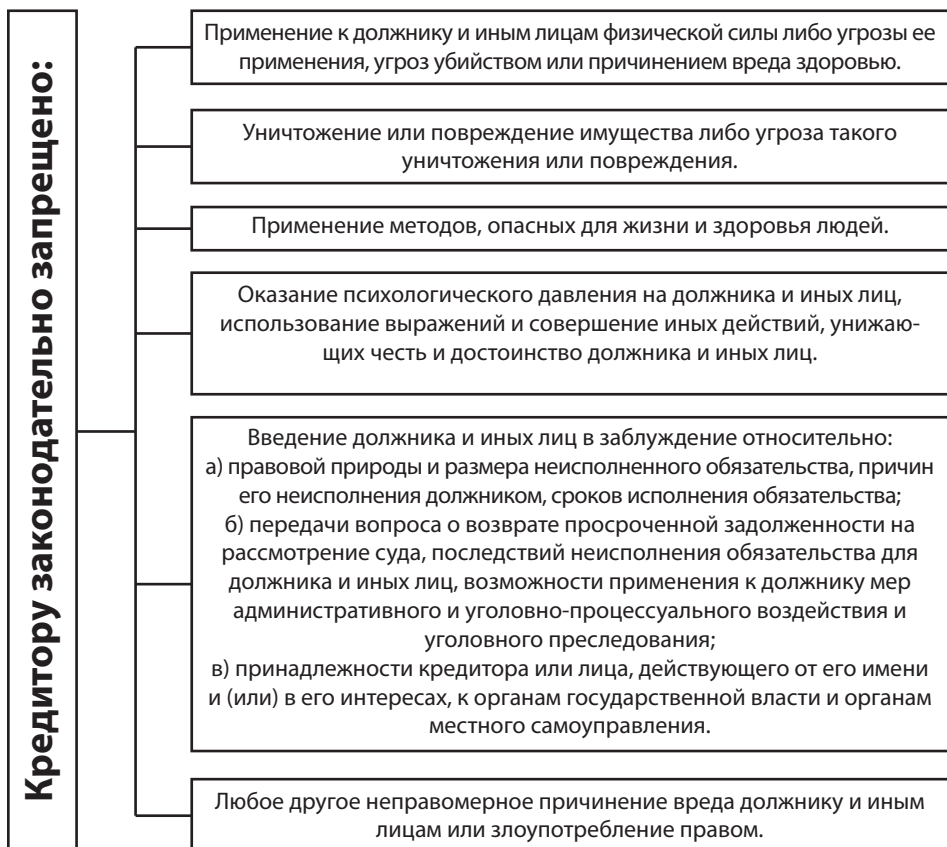 Кредитору законодательно запрещено:
Применение к должнику и иным лицам физической силы либо угрозы ее
применения, угроз убийством или причинением вреда здоровью.
Уничтожение или повреждение имущества либо угроза такого
уничтожения или повреждения.
Применение методов, опасных для жизни и здоровья людей.
Оказание психологического давления на должника и иных лиц,
использование выражений и совершение иных действий, унижаю-
щих честь и достоинство должника и иных лиц.
Введение должника и иных лиц в заблуждение относительно:
а) правовой природы и размера неисполненного обязательства, причин
его неисполнения должником, сроков исполнения обязательства;
б) передачи вопроса о возврате просроченной задолженности на
рассмотрение суда, последствий неисполнения обязательства для
должника и иных лиц, возможности применения к должнику мер
административного и уголовно-процессуального воздействия и
уголовного преследования;
в) принадлежности кредитора или лица, действующего от его имени
и (или) в его интересах, к органам государственной власти и органам
местного самоуправления.
Любое другое неправомерное причинение вреда должнику и иным
лицам или злоупотребление правом.